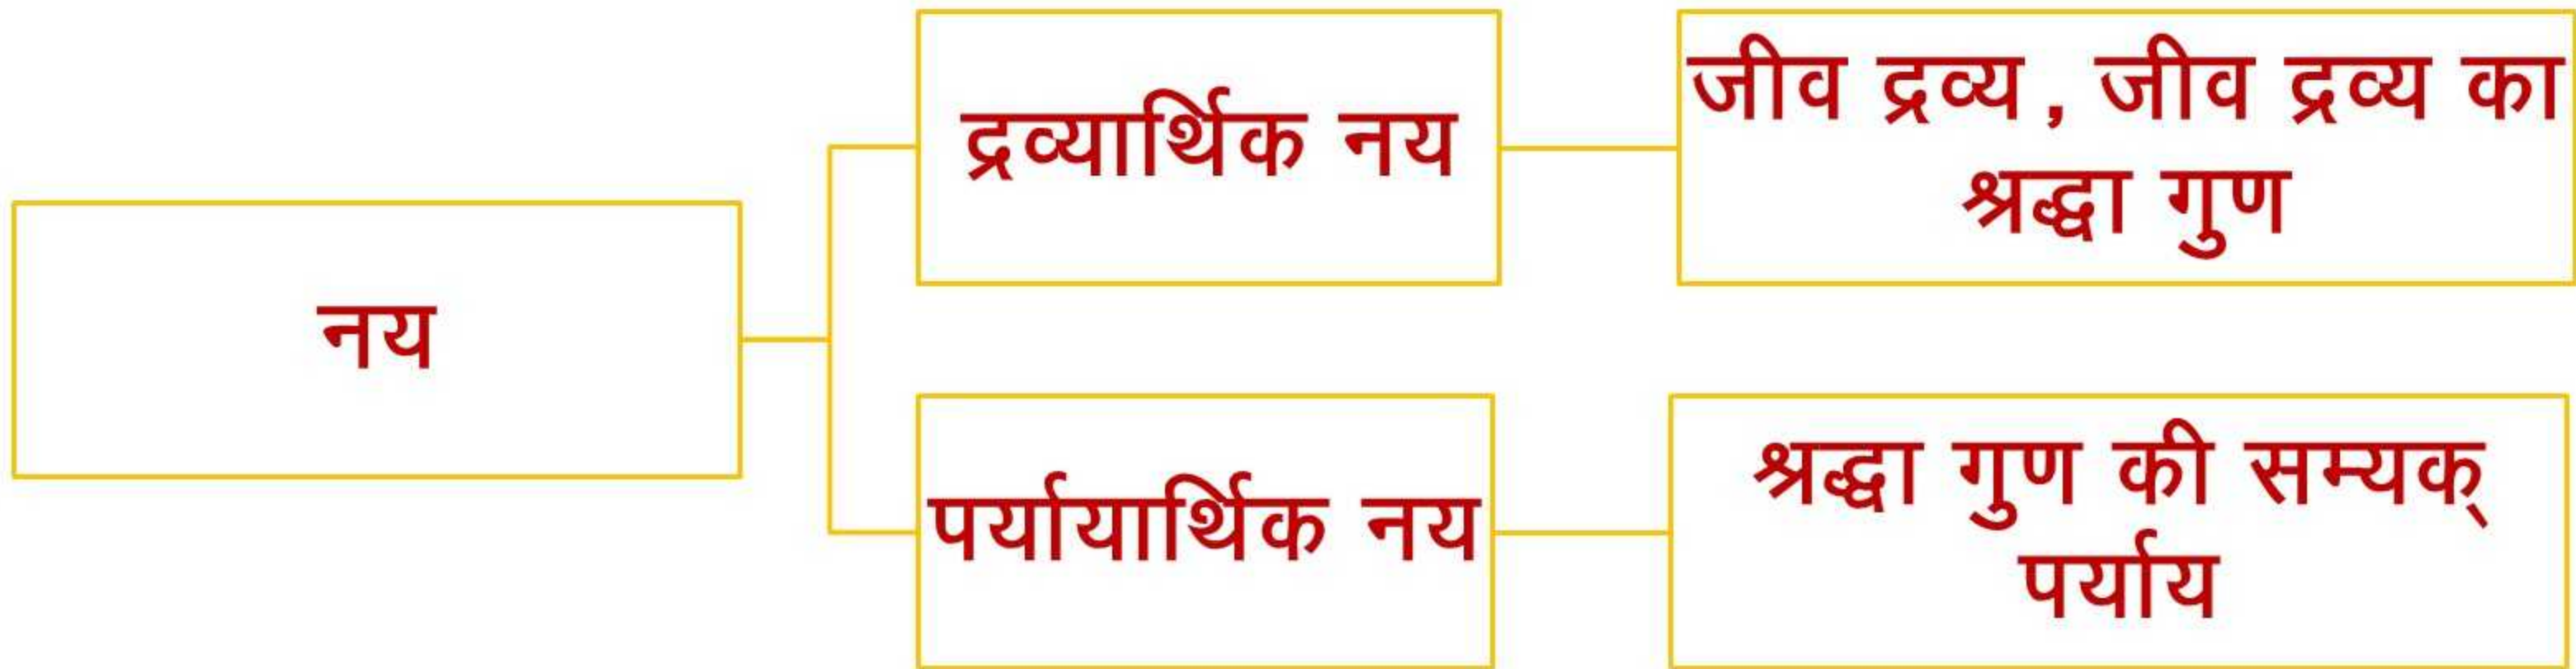 नय
द्रव्यार्थिक नय
जीव द्रव्य , जीव द्रव्य का
श्रद्धा गुण
पर्यायार्थिक नय
श्रद्धा गुण की सम्यक्
पर्याय